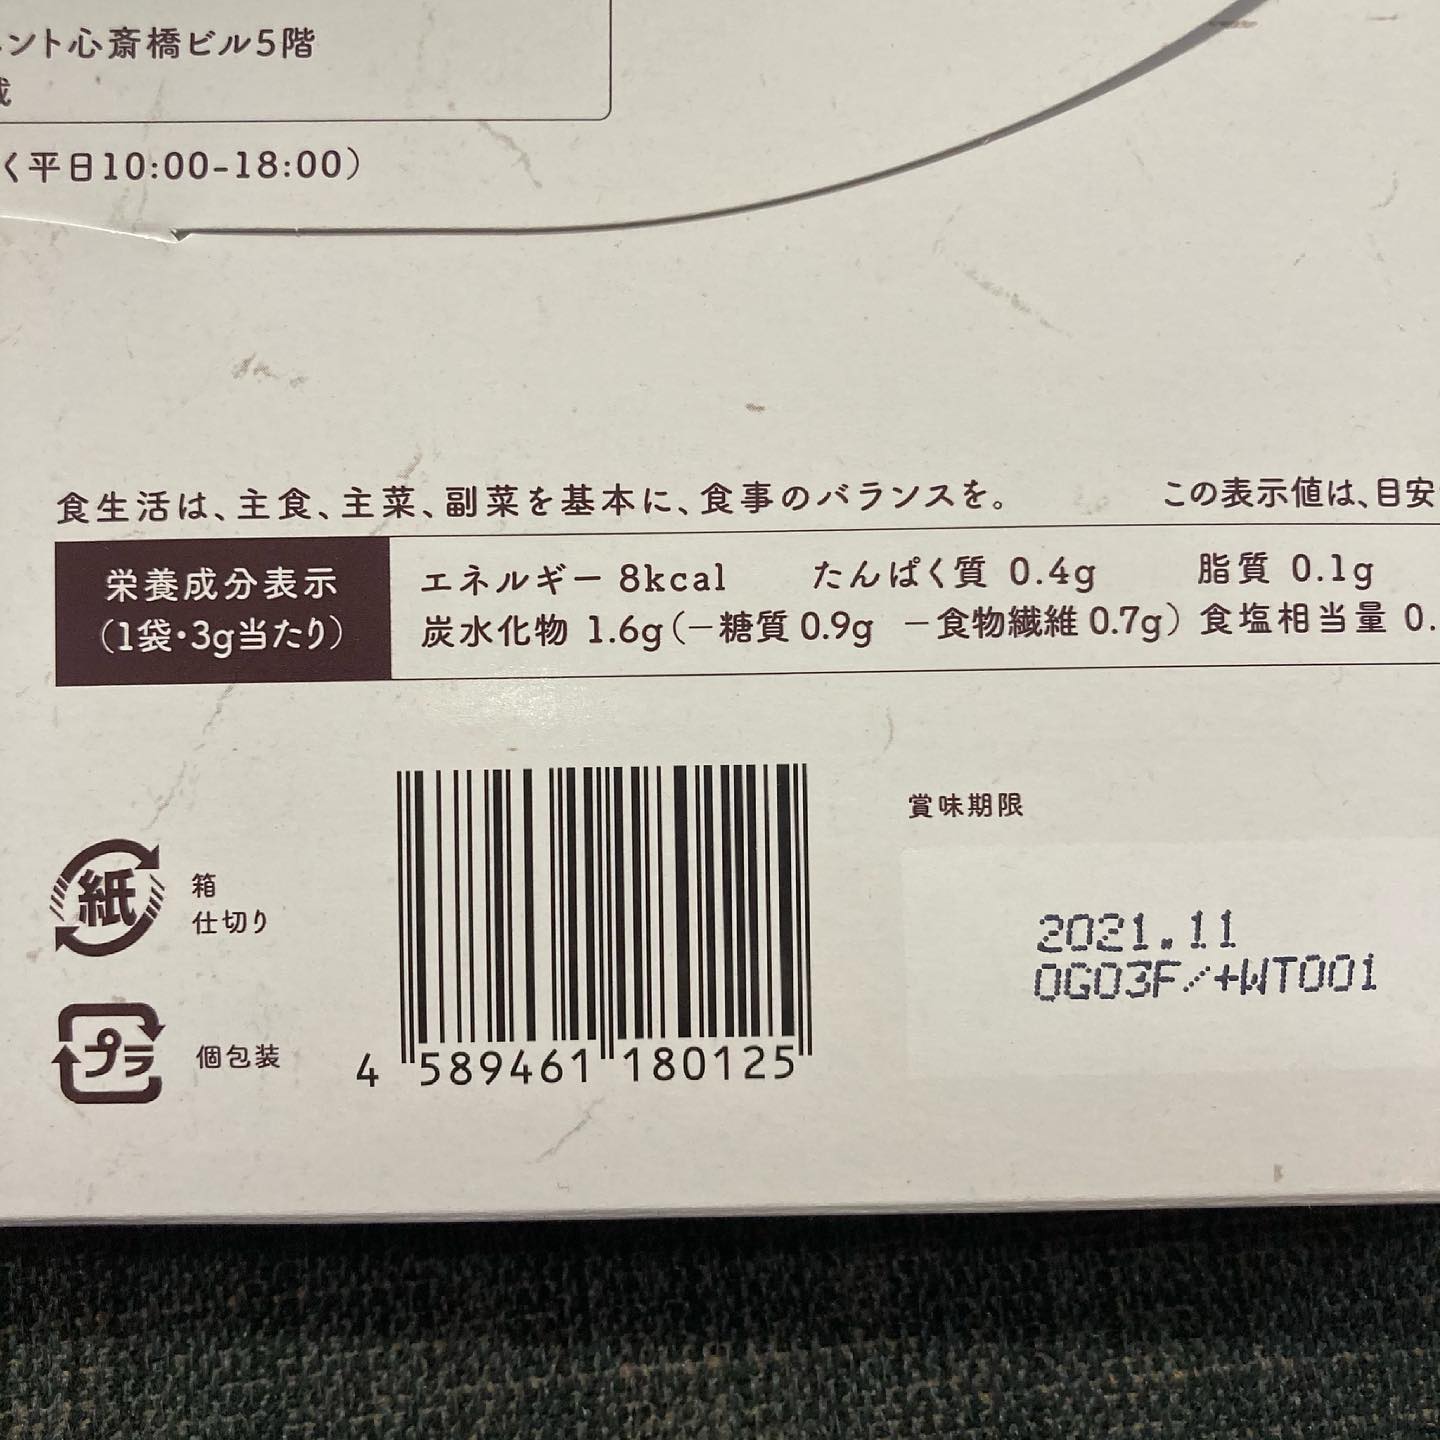 ント心斎橋ビル5階
く平日10:00-18:00）
食生活は、主食、主菜、副菜を基本に、食事のバランスを。
この表示値は、目安
栄養成分表示
（1袋・3g当たり）
エネルギー 8kcal たんぱく質 0.4g 脂質 0.1g
炭水化物 1.6g（－糖質 0.9g －食物繊維 0.7g）食塩相当量 0.
賞味期限
紙
箱
仕切り
2021.11
0G03F/+WT001
プラ
個包装
4 589461 180125